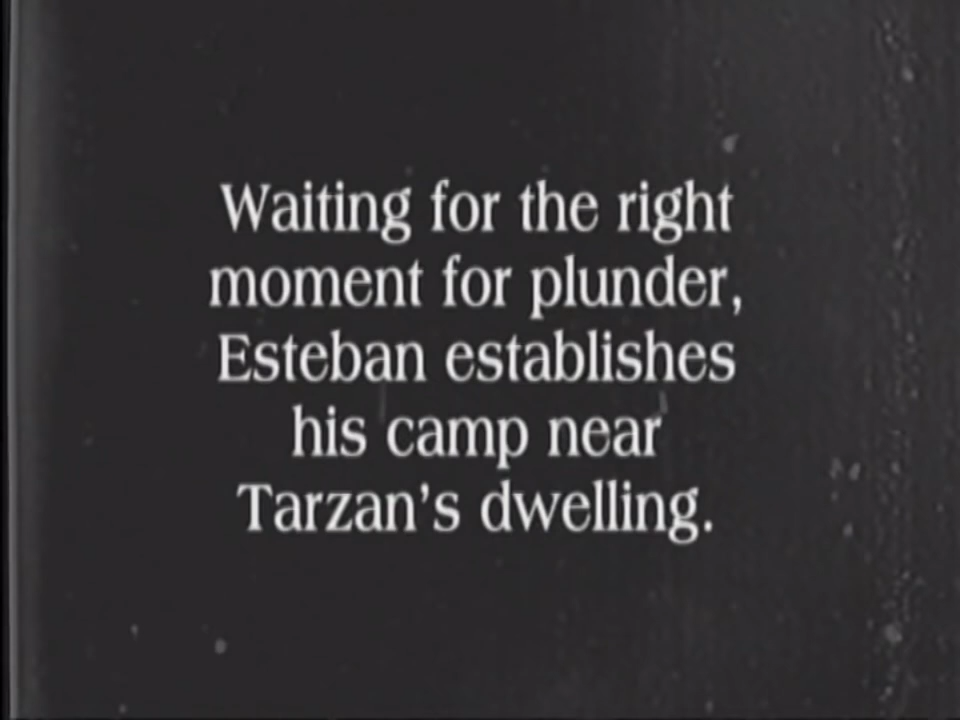 Waiting for the right
moment for plunder,
Esteban establishes
his camp near
Tarzan's dwelling.